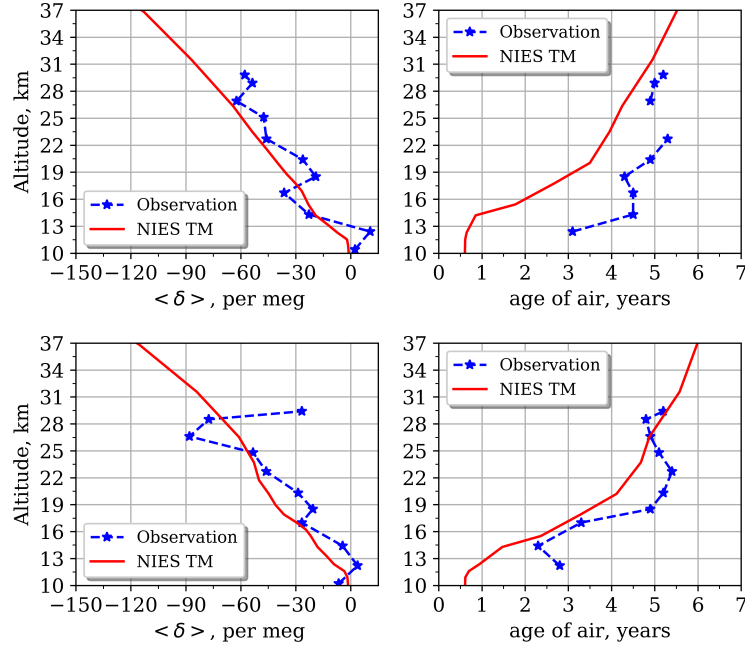 37
34
31
28
25
22
19
16
13
10
Altitude, km
Observation
NIES TM
−150 −120 −90 −60 −30 0
< δ > , per meg
37
34
31
28
25
22
19
16
13
10
Observation
NIES TM
0 1 2 3 4 5 6 7
age of air, years
37
34
31
28
25
22
19
16
13
10
Altitude, km
Observation
NIES TM
−150 −120 −90 −60 −30 0
< δ > , per meg
37
34
31
28
25
22
19
16
13
10
Observation
NIES TM
0 1 2 3 4 5 6 7
age of air, years